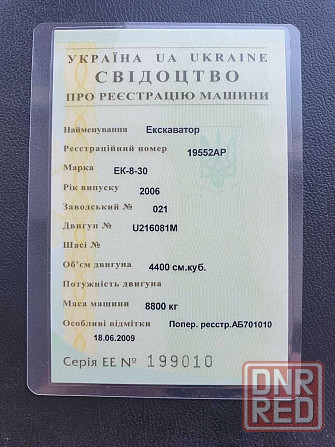 УКРАЇНА UA UKRAINE
СВІДОЦТВО
ПРО РЕЄСТРАЦІЮ МАШИНИ
Найменування Екскаватор
Реєстраційний номер 19552АР
Марка ЕК-8-30
Рік випуску 2006
Заводський № 021
Двигун № U216081M
Шасі №
Об'єм двигуна 4400 см.куб.
Потужність двигуна
Маса машини 8800 кг
Особливі відмітки Попер. реєстр.АБ701010
18.06.2009
Серія ЕЕ № 199010
DNR
RED